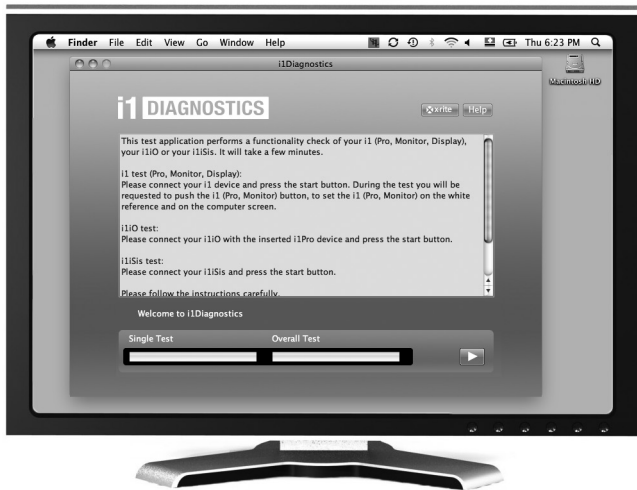 Finder File Edit View Go Window Help Thu 6:23 PM
i1Diagnostics
Macintosh HD
i1 DIAGNOSTICS
x·rite Help
This test application performs a functionality check of your i1 (Pro, Monitor, Display),
your i1iO or your i1iSis. It will take a few minutes.
i1 test (Pro, Monitor, Display):
Please connect your i1 device and press the start button. During the test you will be
requested to push the i1 (Pro, Monitor) button, to set the i1 (Pro, Monitor) on the white
reference and on the computer screen.
i1iO test:
Please connect your i1iO with the inserted i1Pro device and press the start button.
i1iSis test:
Please connect your i1iSis and press the start button.
Please follow the instructions carefully.
Welcome to i1Diagnostics
Single Test Overall Test